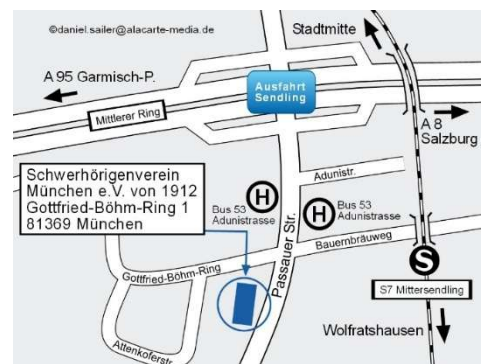 ©daniel.sailer@alacarte-media.de
Stadtmitte
A 95 Garmisch-P.
Ausfahrt
Sendling
Mittlerer Ring
A 8
Salzburg
Schwerhörigenverein
München e.V. von 1912
Gottfried-Böhm-Ring 1
81369 München
Adunistr.
H
Bus 53
Adunistrasse
H
Bus 53
Adunistrasse
Passauer Str.
Bauernbräuweg
Gottfried-Böhm-Ring
S
S7 Mittersendling
Attenkoferstr.
Wolfratshausen